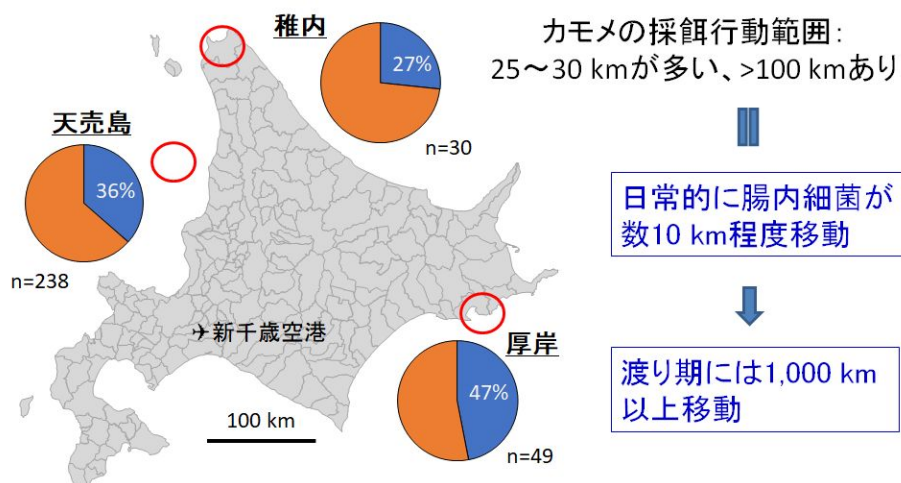 稚内
27%
n=30
天売島
36%
n=238
✈新千歳空港
厚岸
47%
n=49
100 km
カモメの採餌行動範囲:
25～30 kmが多い、>100 kmあり
日常的に腸内細菌が
数10 km程度移動
渡り期には1,000 km
以上移動